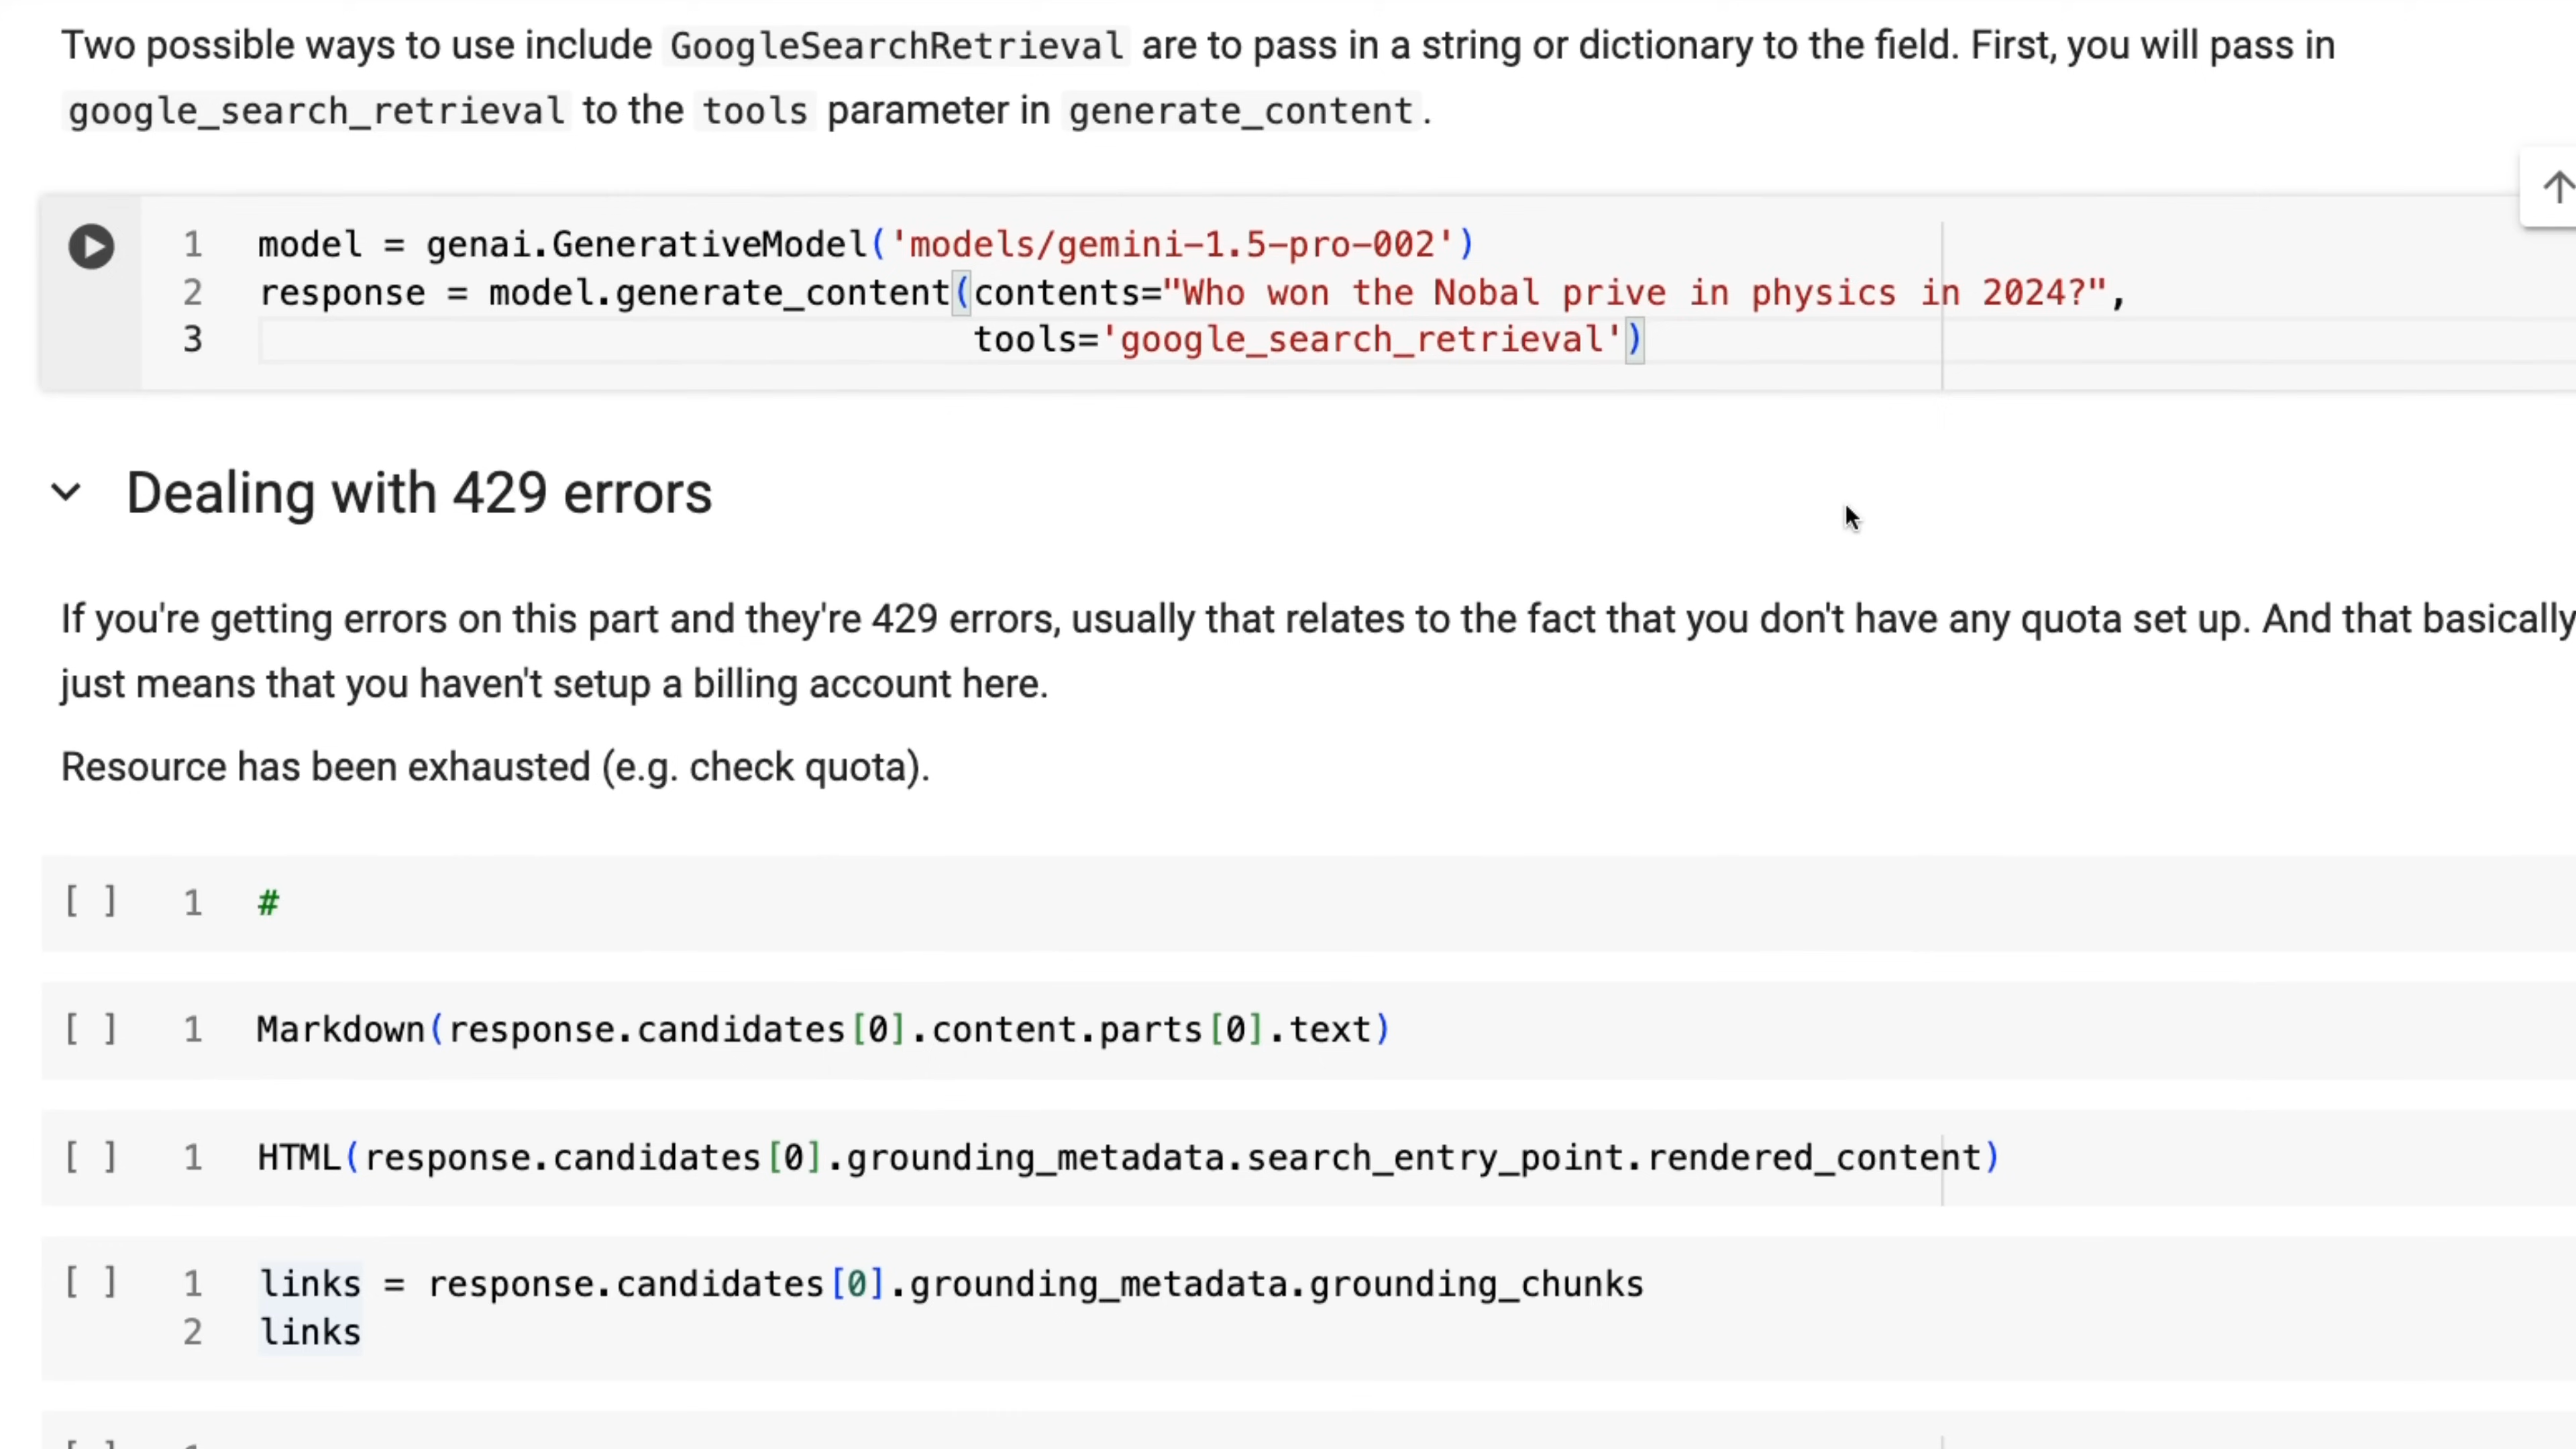 Two possible ways to use include GoogleSearchRetrieval are to pass in a string or dictionary to the field. First, you will pass in
google_search_retrieval to the tools parameter in generate_content.
1 model = genai.GenerativeModel('models/gemini-1.5-pro-002')
2 response = model.generate_content(contents="Who won the Nobal prive in physics in 2024?",
3 tools='google_search_retrieval')
Dealing with 429 errors
If you're getting errors on this part and they're 429 errors, usually that relates to the fact that you don't have any quota set up. And that basically
just means that you haven't setup a billing account here.
Resource has been exhausted (e.g. check quota).
[ ] 1 #
[ ] 1 Markdown(response.candidates[0].content.parts[0].text)
[ ] 1 HTML(response.candidates[0].grounding_metadata.search_entry_point.rendered_content)
[ ] 1 links = response.candidates[0].grounding_metadata.grounding_chunks
2 links